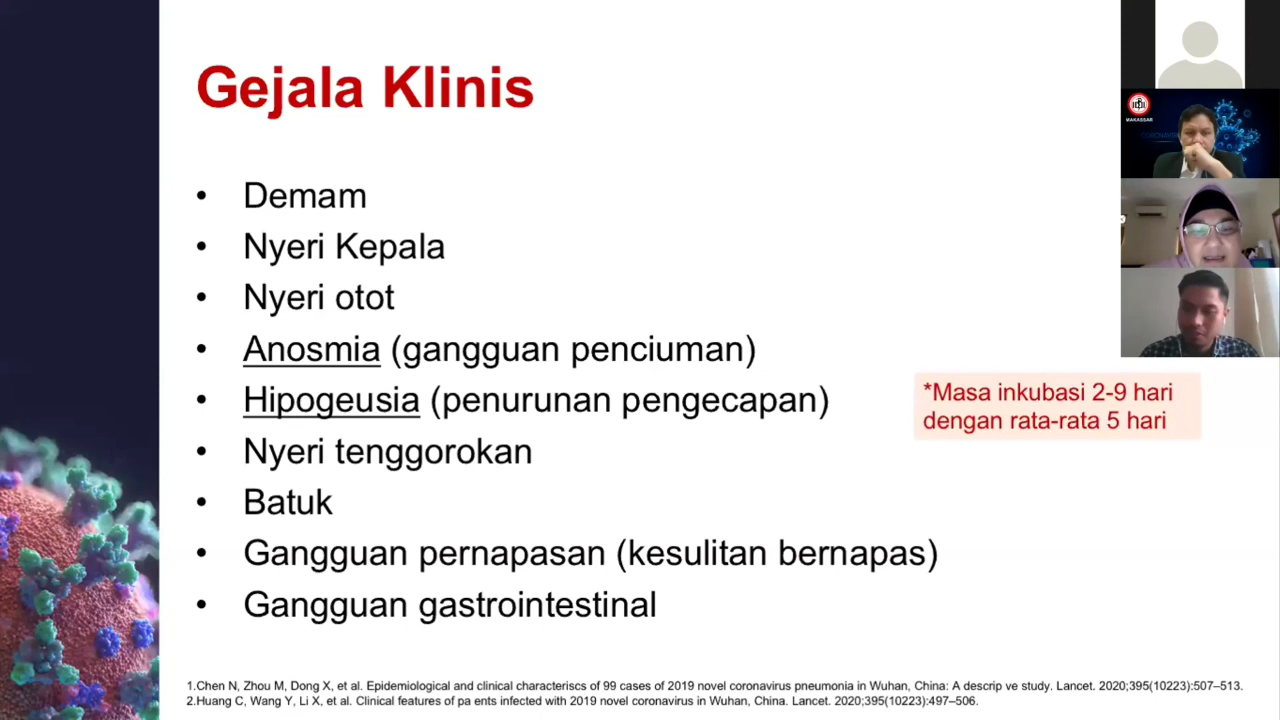 Gejala Klinis
• Demam
• Nyeri Kepala
• Nyeri otot
• Anosmia (gangguan penciuman)
• Hipogeusia (penurunan pengecapan)
• Nyeri tenggorokan
• Batuk
• Gangguan pernapasan (kesulitan bernapas)
• Gangguan gastrointestinal
*Masa inkubasi 2-9 hari
dengan rata-rata 5 hari
MAKASSAR
1.Chen N, Zhou M, Dong X, et al. Epidemiological and clinical characteriscs of 99 cases of 2019 novel coronavirus pneumonia in Wuhan, China: A descrip ve study. Lancet. 2020;395(10223):507–513.
2.Huang C, Wang Y, Li X, et al. Clinical features of pa ents infected with 2019 novel coronavirus in Wuhan, China. Lancet. 2020;395(10223):497–506.